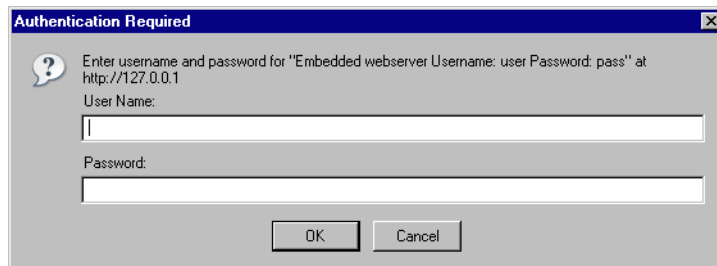 Authentication Required
Enter username and password for "Embedded webserver Username: user Password: pass" at
http://127.0.0.1
User Name:
Password:
OK
Cancel